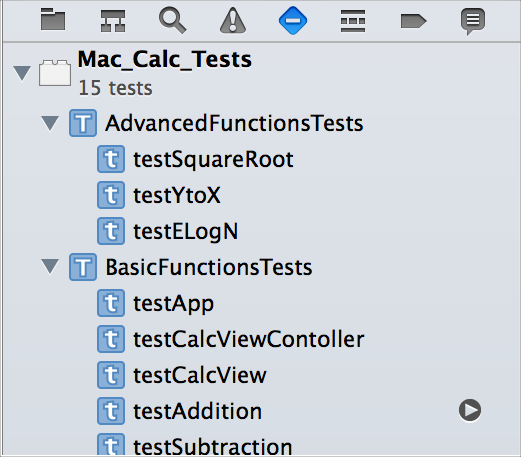 Mac_Calc_Tests
15 tests
T AdvancedFunctionsTests
t testSquareRoot
t testYtoX
t testELogN
T BasicFunctionsTests
t testApp
t testCalcViewContoller
t testCalcView
t testAddition
t testSubtraction